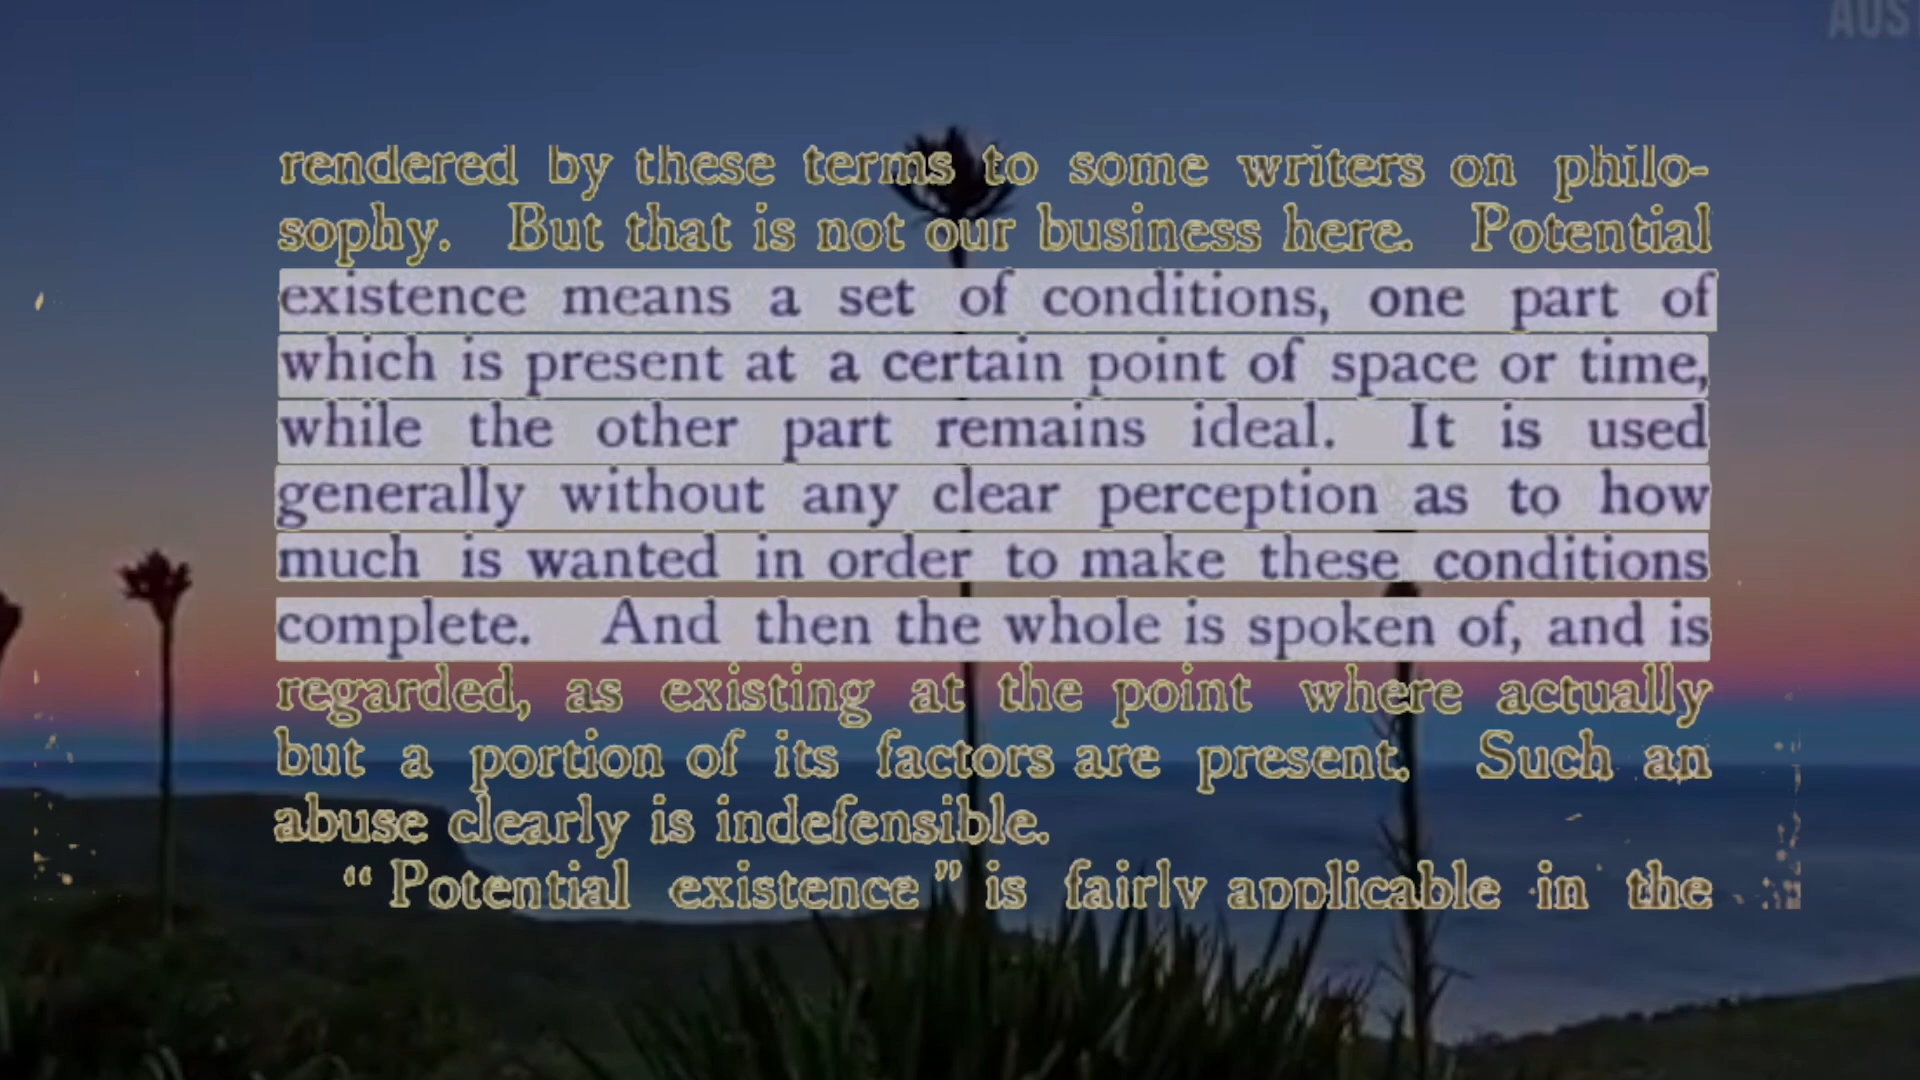 AUS
rendered by these terms to some writers on philo-
sophy. But that is not our business here. Potential
existence means a set of conditions, one part of
which is present at a certain point of space or time,
while the other part remains ideal. It is used
generally without any clear perception as to how
much is wanted in order to make these conditions
complete. And then the whole is spoken of, and is
regarded, as existing at the point where actually
but a portion of its factors are present. Such an
abuse clearly is indefensible.
“ Potential existence ” is fairly applicable in the